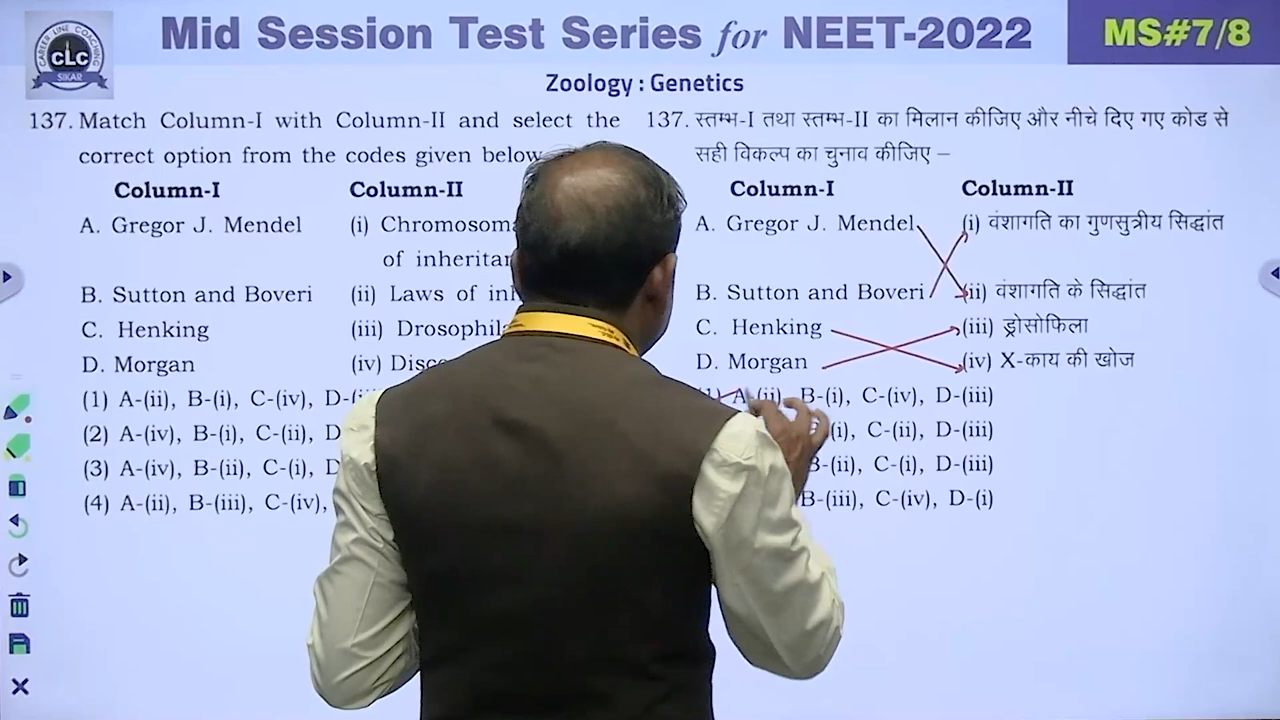 Mid Session Test Series for NEET-2022
MS#7/8
CAREER LINE COACHING
CLC
SIKAR
Zoology : Genetics
137. Match Column-I with Column-II and select the
correct option from the codes given below
Column-I Column-II
A. Gregor J. Mendel (i) Chromosom
of inherita
B. Sutton and Boveri (ii) Laws of in
C. Henking (iii) Drosophil
D. Morgan (iv) Disc
(1) A-(ii), B-(i), C-(iv), D-
(2) A-(iv), B-(i), C-(ii), D
(3) A-(iv), B-(ii), C-(i), D
(4) A-(ii), B-(iii), C-(iv),
137. स्तम्भ-I तथा स्तम्भ-II का मिलान कीजिए और नीचे दिए गए कोड से
सही विकल्प का चुनाव कीजिए –
Column-I Column-II
A. Gregor J. Mendel (i) वंशागति का गुणसुत्रीय सिद्धांत
B. Sutton and Boveri (ii) वंशागति के सिद्धांत
C. Henking (iii) ड्रोसोफिला
D. Morgan (iv) X-काय की खोज
(1) A-(ii), B-(i), C-(iv), D-(iii)
(i), C-(ii), D-(iii)
B-(ii), C-(i), D-(iii)
B-(iii), C-(iv), D-(i)